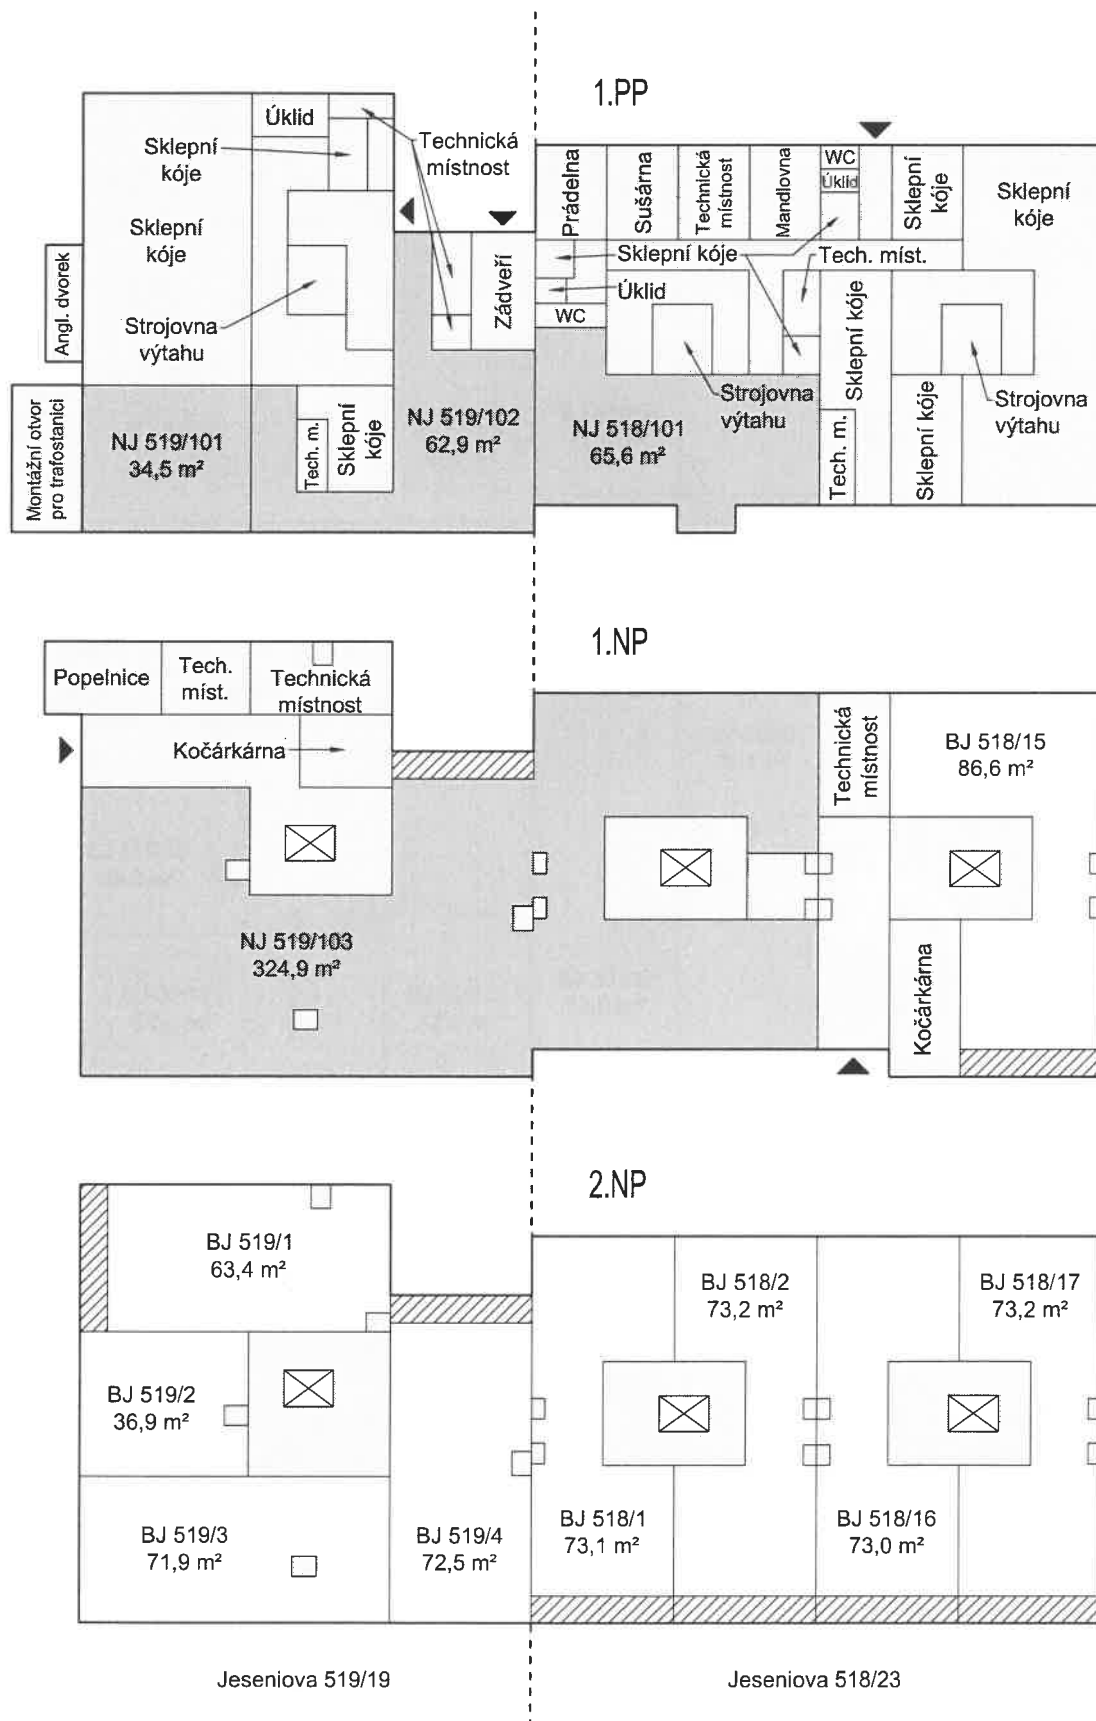 1.PP
Úklid
Sklepní
kóje
Technická
místnost
Sklepní
kóje
Strojovna
výtahu
Angl. dvorek
Montážní otvor
pro trafostanici
NJ 519/101
34,5 m²
Tech. m.
Sklepní
kóje
NJ 519/102
62,9 m²
Zádveří
Prádelna
Sušárna
Technická
místnost
Mandlovna
WC
Úklid
Sklepní
kóje
Sklepní
kóje
Sklepní kóje
Tech. míst.
Úklid
WC
Sklepní kóje
Strojovna
výtahu
NJ 518/101
65,6 m²
Tech. m.
Sklepní kóje
Strojovna
výtahu
1.NP
Popelnice
Tech.
míst.
Technická
místnost
Kočárkárna
Technická
místnost
BJ 518/15
86,6 m²
NJ 519/103
324,9 m²
Kočárkárna
2.NP
BJ 519/1
63,4 m²
BJ 518/2
73,2 m²
BJ 518/17
73,2 m²
BJ 519/2
36,9 m²
BJ 519/3
71,9 m²
BJ 519/4
72,5 m²
BJ 518/1
73,1 m²
BJ 518/16
73,0 m²
Jeseniova 519/19
Jeseniova 518/23